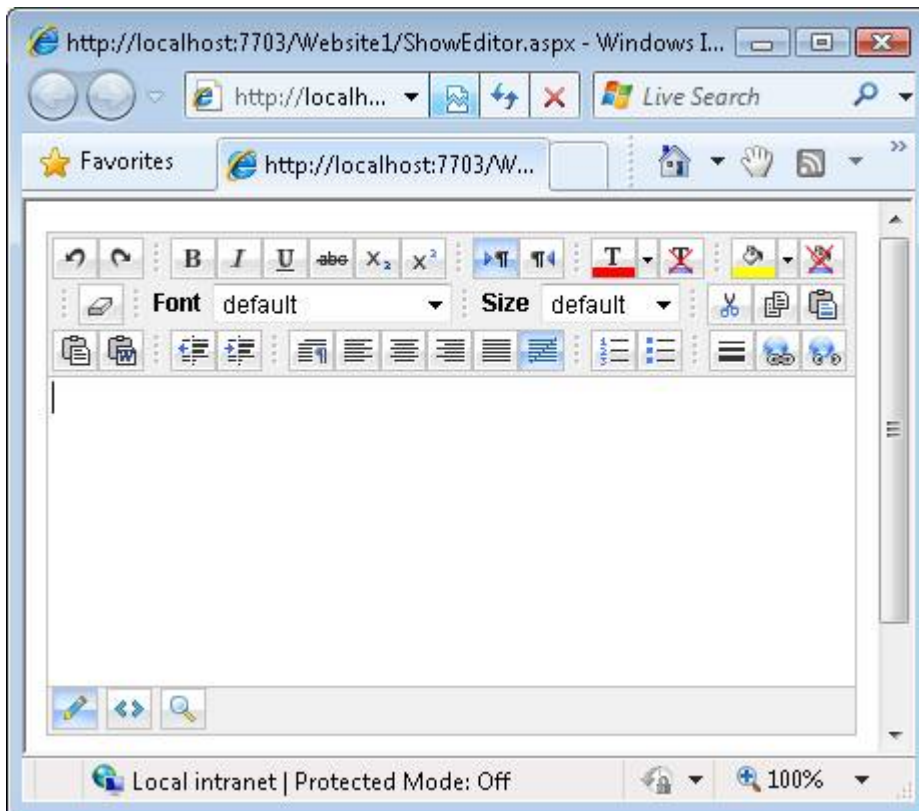 http://localhost:7703/Website1/ShowEditor.aspx - Windows I...
http://localh...
Live Search
Favorites
http://localhost:7703/W...
B I U abc X₂ X² T T
Font default Size default
Local intranet | Protected Mode: Off 100%